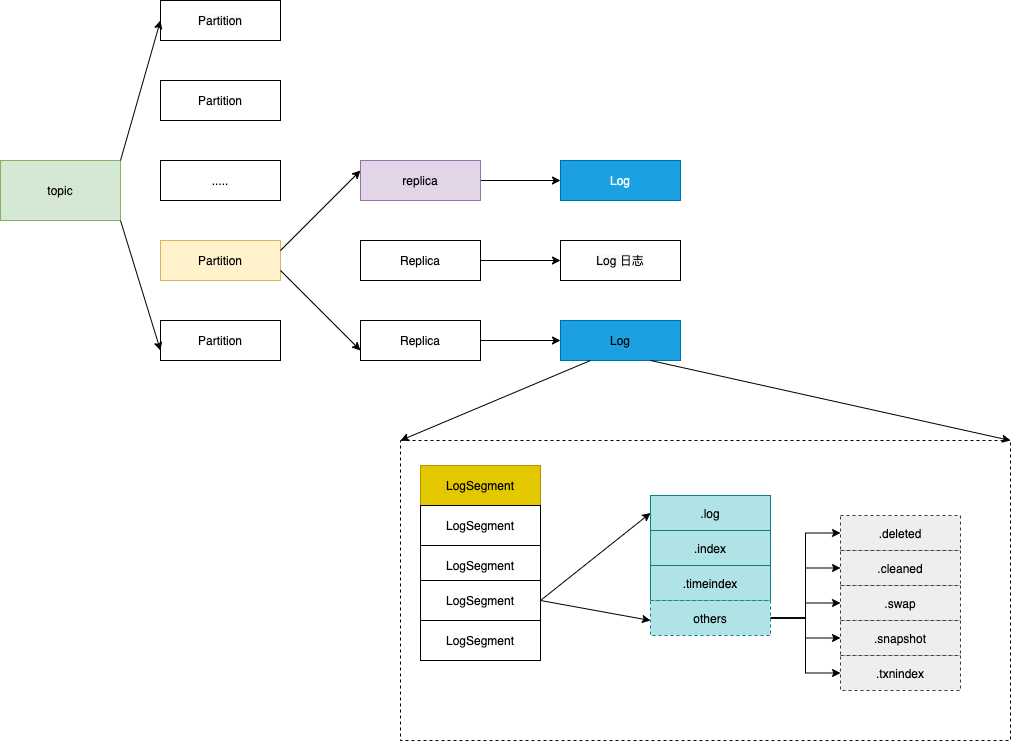 Partition
Partition
topic
.....
Partition
Partition
replica
Replica
Replica
Log
Log 日志
Log
LogSegment
LogSegment
LogSegment
LogSegment
LogSegment
.log
.index
.timeindex
others
.deleted
.cleaned
.swap
.snapshot
.txnindex